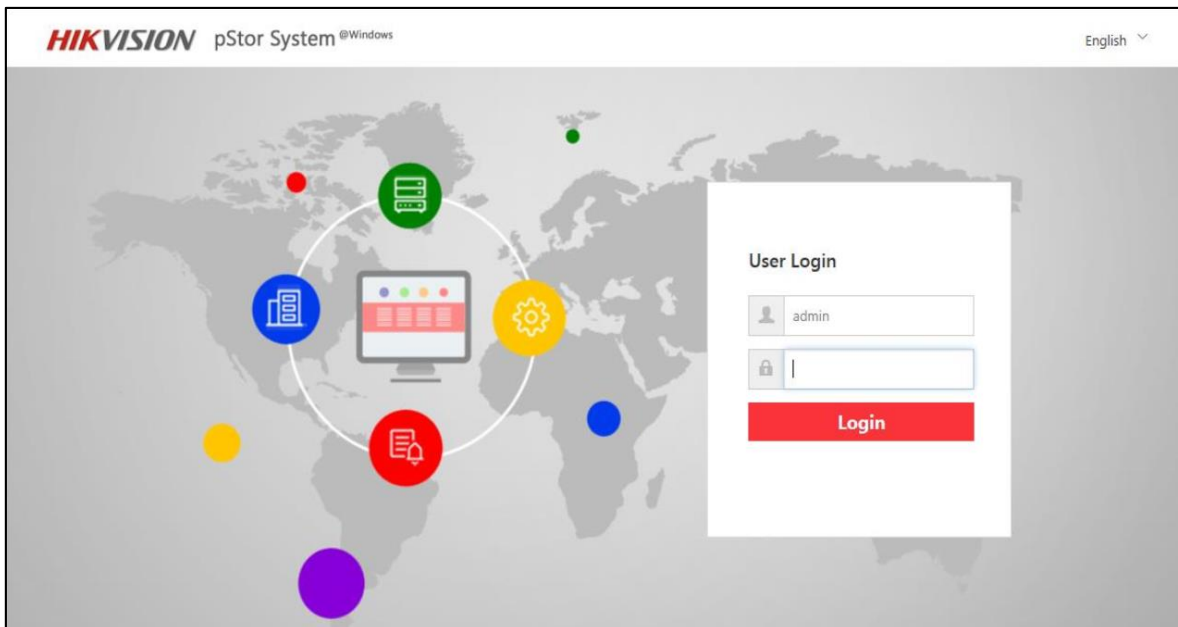 HIKVISION pStor System @Windows
English
User Login
admin
Login